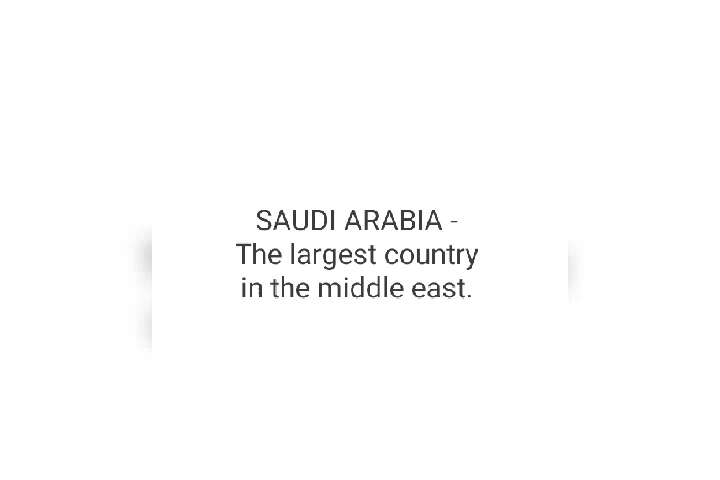 SAUDI ARABIA -
The largest country
in the middle east.